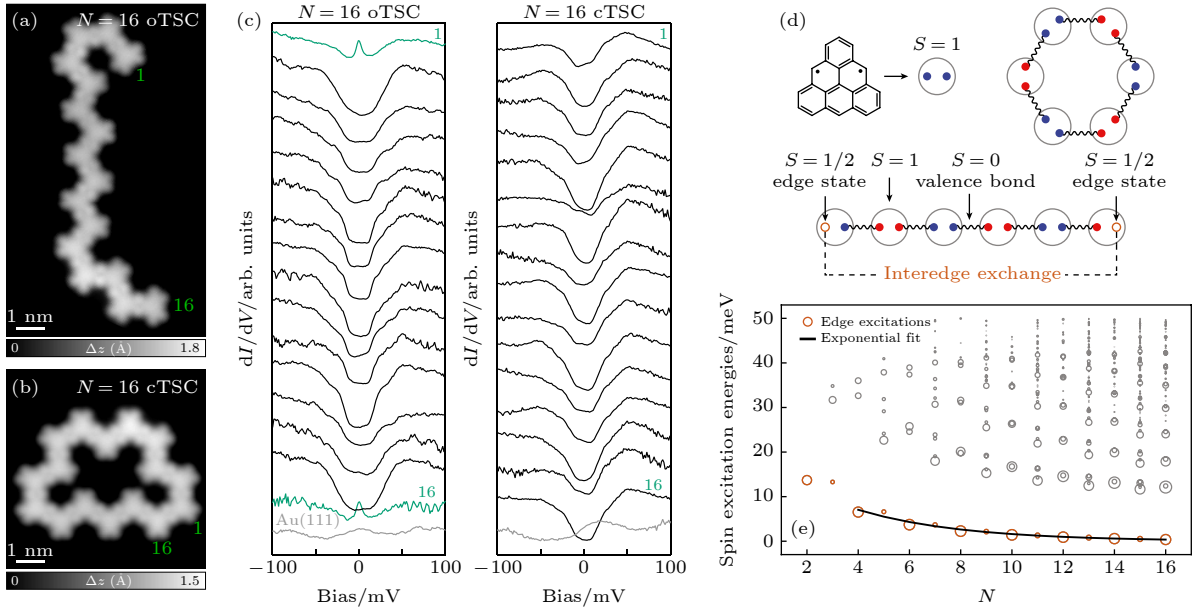 (a)
N = 16 oTSC
1
16
1 nm
0
Δz (Å)
1.8
(b)
N = 16 cTSC
1
16
1 nm
0
Δz (Å)
1.5
(c)
N = 16 oTSC
1
16
Au(111)
dI/dV/arb. units
−100
0
100
Bias/mV
N = 16 cTSC
1
16
dI/dV/arb. units
−100
0
100
Bias/mV
(d)
S = 1
S = 1/2
edge state
S = 1
S = 0
valence bond
S = 1/2
edge state
Interedge exchange
Spin excitation energies/meV
50
40
30
20
10
0
Edge excitations
Exponential fit
(e)
2
4
6
8
10
12
14
16
N